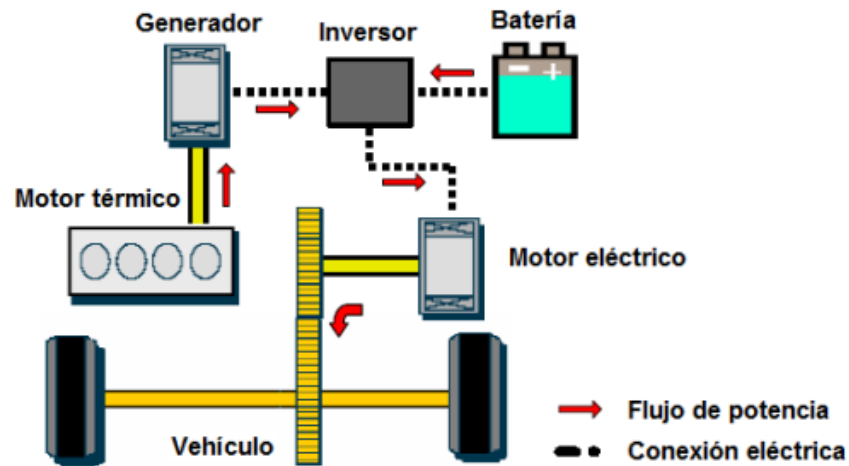 Generador
Inversor
Batería
Motor térmico
Motor eléctrico
Vehículo
Flujo de potencia
Conexión eléctrica